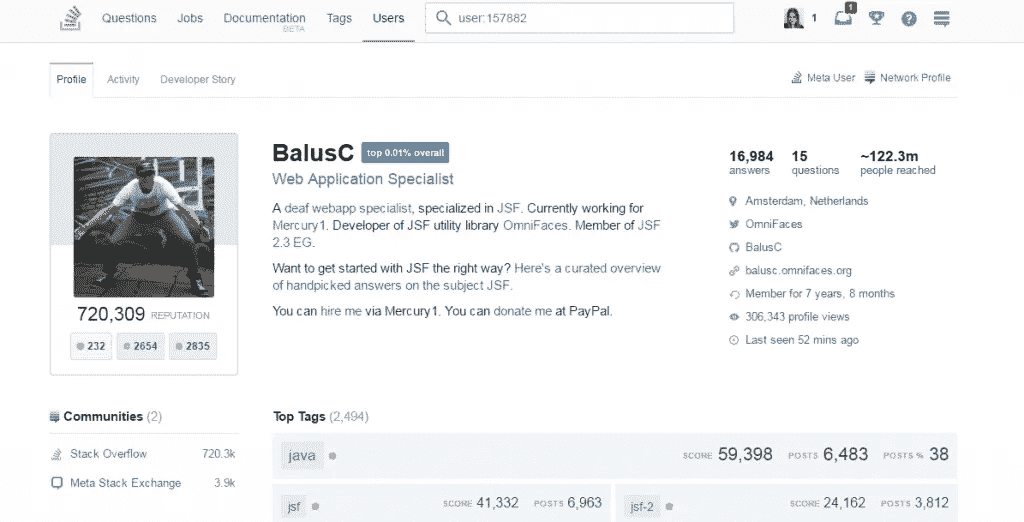 Questions Jobs Documentation Tags Users user:157882 1 1
BETA
Profile Activity Developer Story Meta User Network Profile
BalusC top 0.01% overall
Web Application Specialist
A deaf webapp specialist, specialized in JSF. Currently working for
Mercury1. Developer of JSF utility library OmniFaces. Member of JSF
2.3 EG.
Want to get started with JSF the right way? Here's a curated overview
of handpicked answers on the subject JSF.
You can hire me via Mercury1. You can donate me at PayPal.
16,984 15 ~122.3m
answers questions people reached
Amsterdam, Netherlands
OmniFaces
BalusC
balusc.omnifaces.org
Member for 7 years, 8 months
306,343 profile views
Last seen 52 mins ago
720,309 REPUTATION
232 2654 2835
Communities (2)
Stack Overflow 720.3k
Meta Stack Exchange 3.9k
Top Tags (2,494)
java SCORE 59,398 POSTS 6,483 POSTS % 38
jsf SCORE 41,332 POSTS 6,963
jsf-2 SCORE 24,162 POSTS 3,812